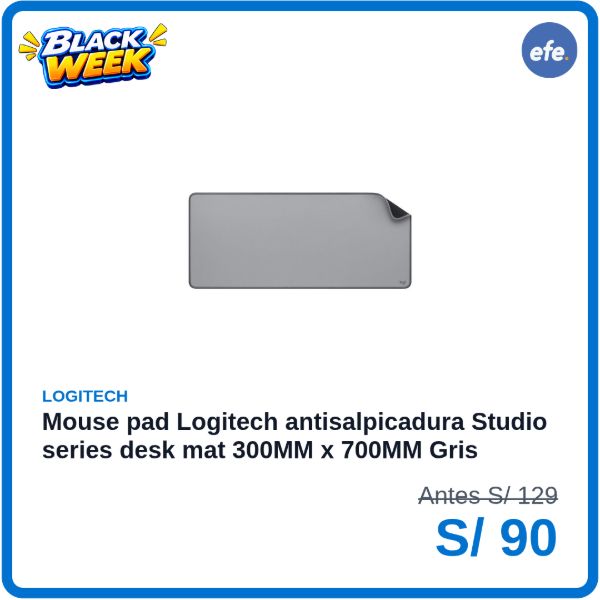 BLACK
WEEK
efe.
LOGITECH
Mouse pad Logitech antisalpicadura Studio
series desk mat 300MM x 700MM Gris
Antes S/ 129
S/ 90